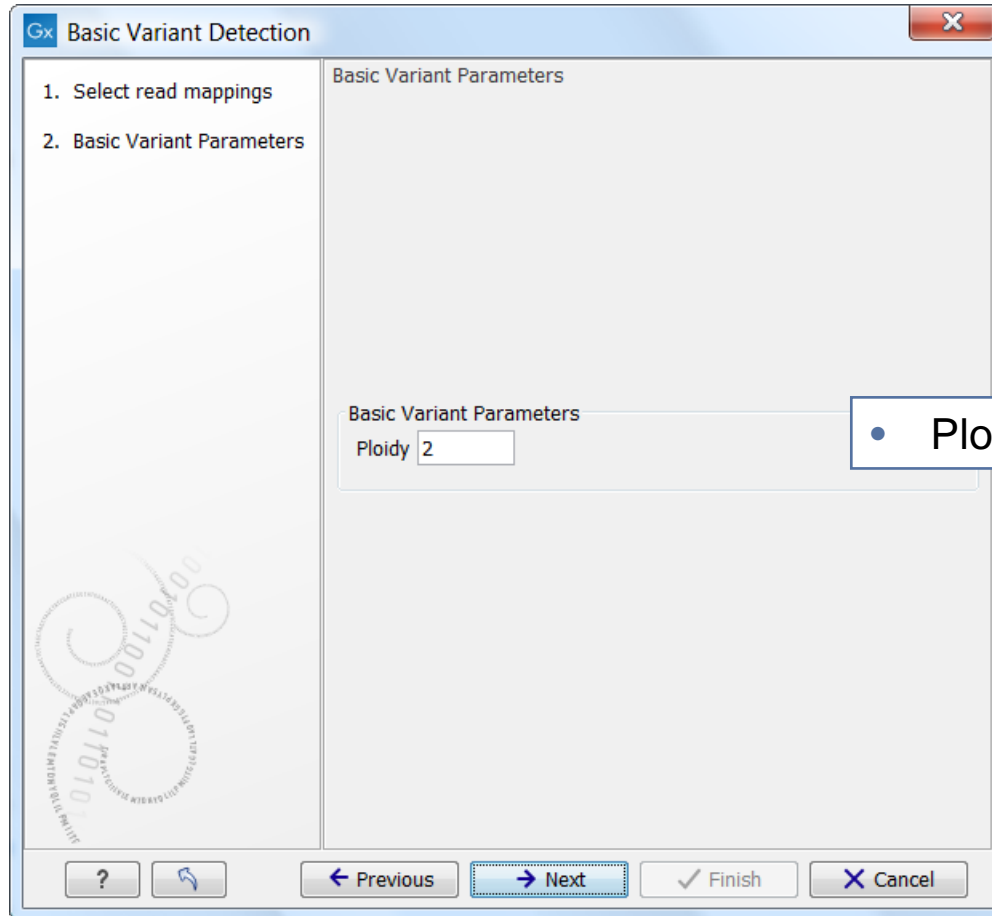 Gx Basic Variant Detection
1. Select read mappings
2. Basic Variant Parameters
Basic Variant Parameters
Basic Variant Parameters
Ploidy 2
• Plo
? Previous Next Finish Cancel